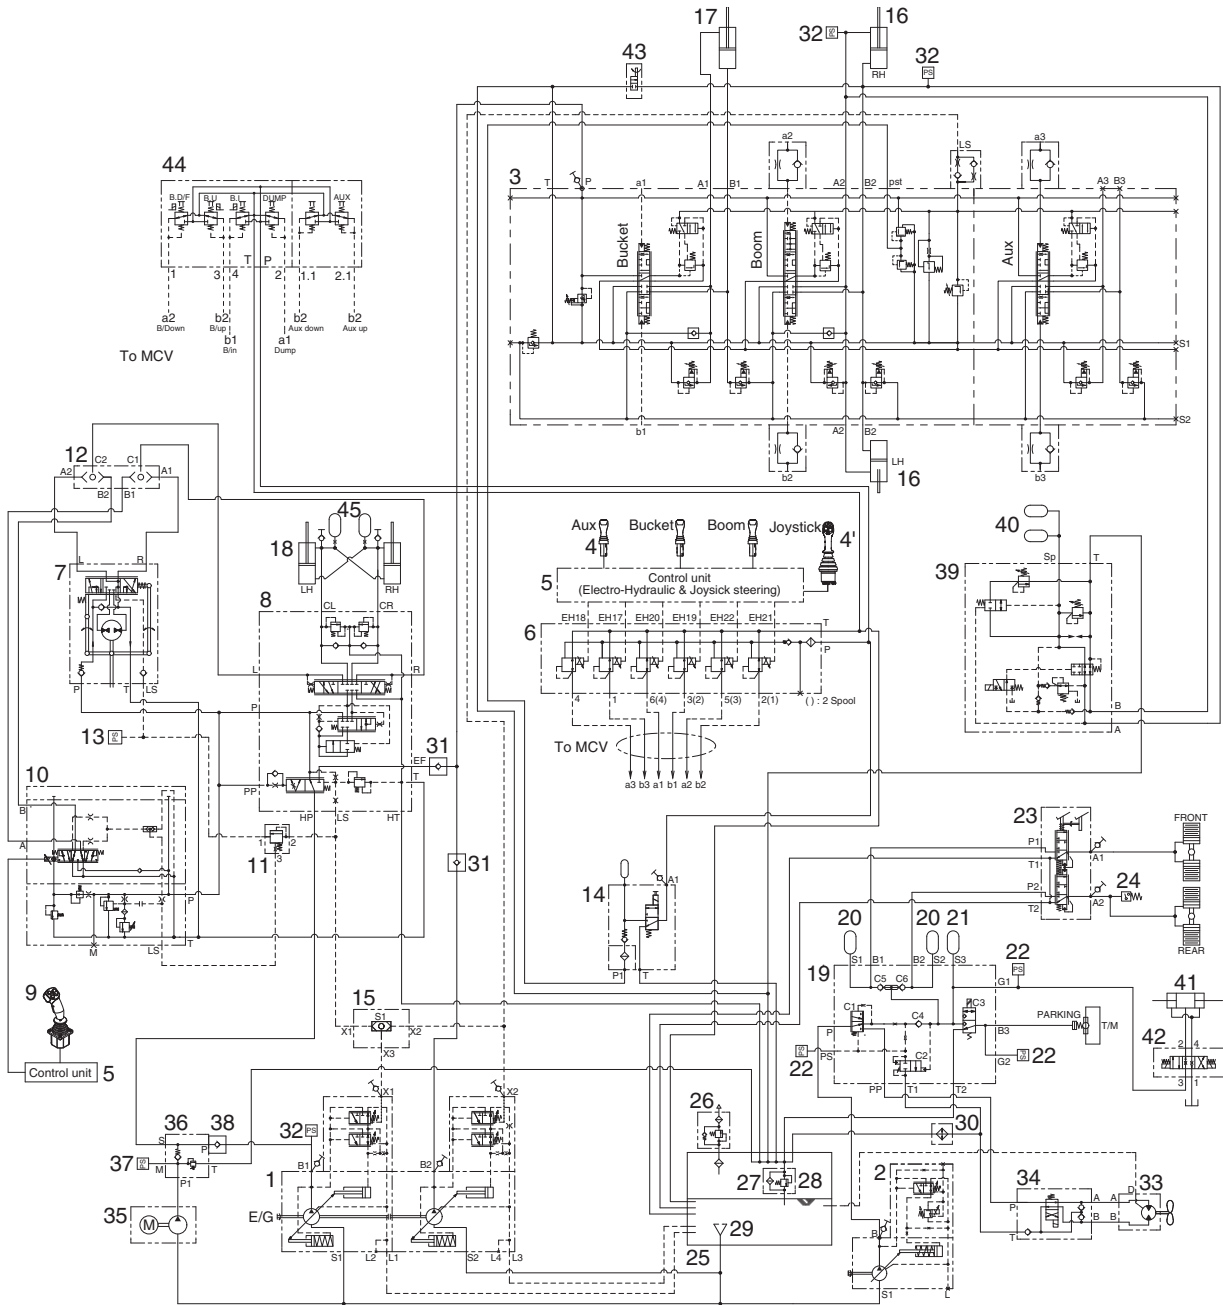 17
16
32
PS
RH
43
32
PS
44
B.D/F
B.U
B.I
DUMP
AUX
T P
1 3 4 2 1.1 2.1
a2
B/Down
b2
B/up
b1
B/in
a1
Dump
b2
Aux down
b2
Aux up
To MCV
3
T P a1 A1 B1 a2 A2 B2 pst LS a3 A3 B3
Bucket
Boom
Aux
S1
S2
b1
b2
A2 B2
b3
LH
16
12
A2 C2 C1 A1
B2 B1
7
L R
P T LS
13 PS
45
18
LH RH
8
CL CR
L R
P
EF
T
PP
HP LS HT
31
31
Aux
4
Bucket
Boom
Joystick
4'
5
Control unit
(Electro-Hydraulic & Joysick steering)
6
EH18 EH17 EH20 EH19 EH22 EH21
T
P
4 1 6(4) 3(2) 5(3) 2(1)
( ) : 2 Spool
To MCV
a3 b3 a1 b1 a2 b2
40
39
Sp T
B
A
10
B
A
P
T
M
LS
11
1 2
3
9
Control unit 5
14
A1
P1 T
15
S1
X1 X2
X3
23
P1
T1
P2
T2
A1
A2
24
FRONT
REAR
20
20
21
19
S1 B1 B2 S2 S3
C5 C6
G1
C1
C4
C3
P
PS
PS
22
C2
B3
G2
PP T1 T2
22
PS
22
PS
PARKING
T/M
41
42
2 4
3 1
36
38
S
P
M
T
P1
37 PS
35
M
32
PS
1
B1
X1
B2
X2
E/G
S1 L2 L1 S2 L4 L3
26
27
28
29
25
30
2
B
S1 L
34
P
T
A
B
33
D
A
B